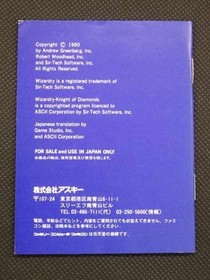 Copyright © 1990
by Andrew Greenberg, Inc.
Robert Woodhead, Inc.
and Sir-Tech Software, Inc.
All Rights Reserved.
Wizardry is a registered trademark of
Sir-Tech Software, Inc.
Wizardry-Knight of Diamonds
is a copyrighted program licenced to
ASCII Corporation by Sir-Tech Software, Inc.
Japanese translation by
Game Studio, Inc.
and ASCII Corporation
FOR SALE and USE IN JAPAN ONLY
株式会社アスキー
〒107-24 東京都港区南青山6-11-1
スリーエフ南青山ビル